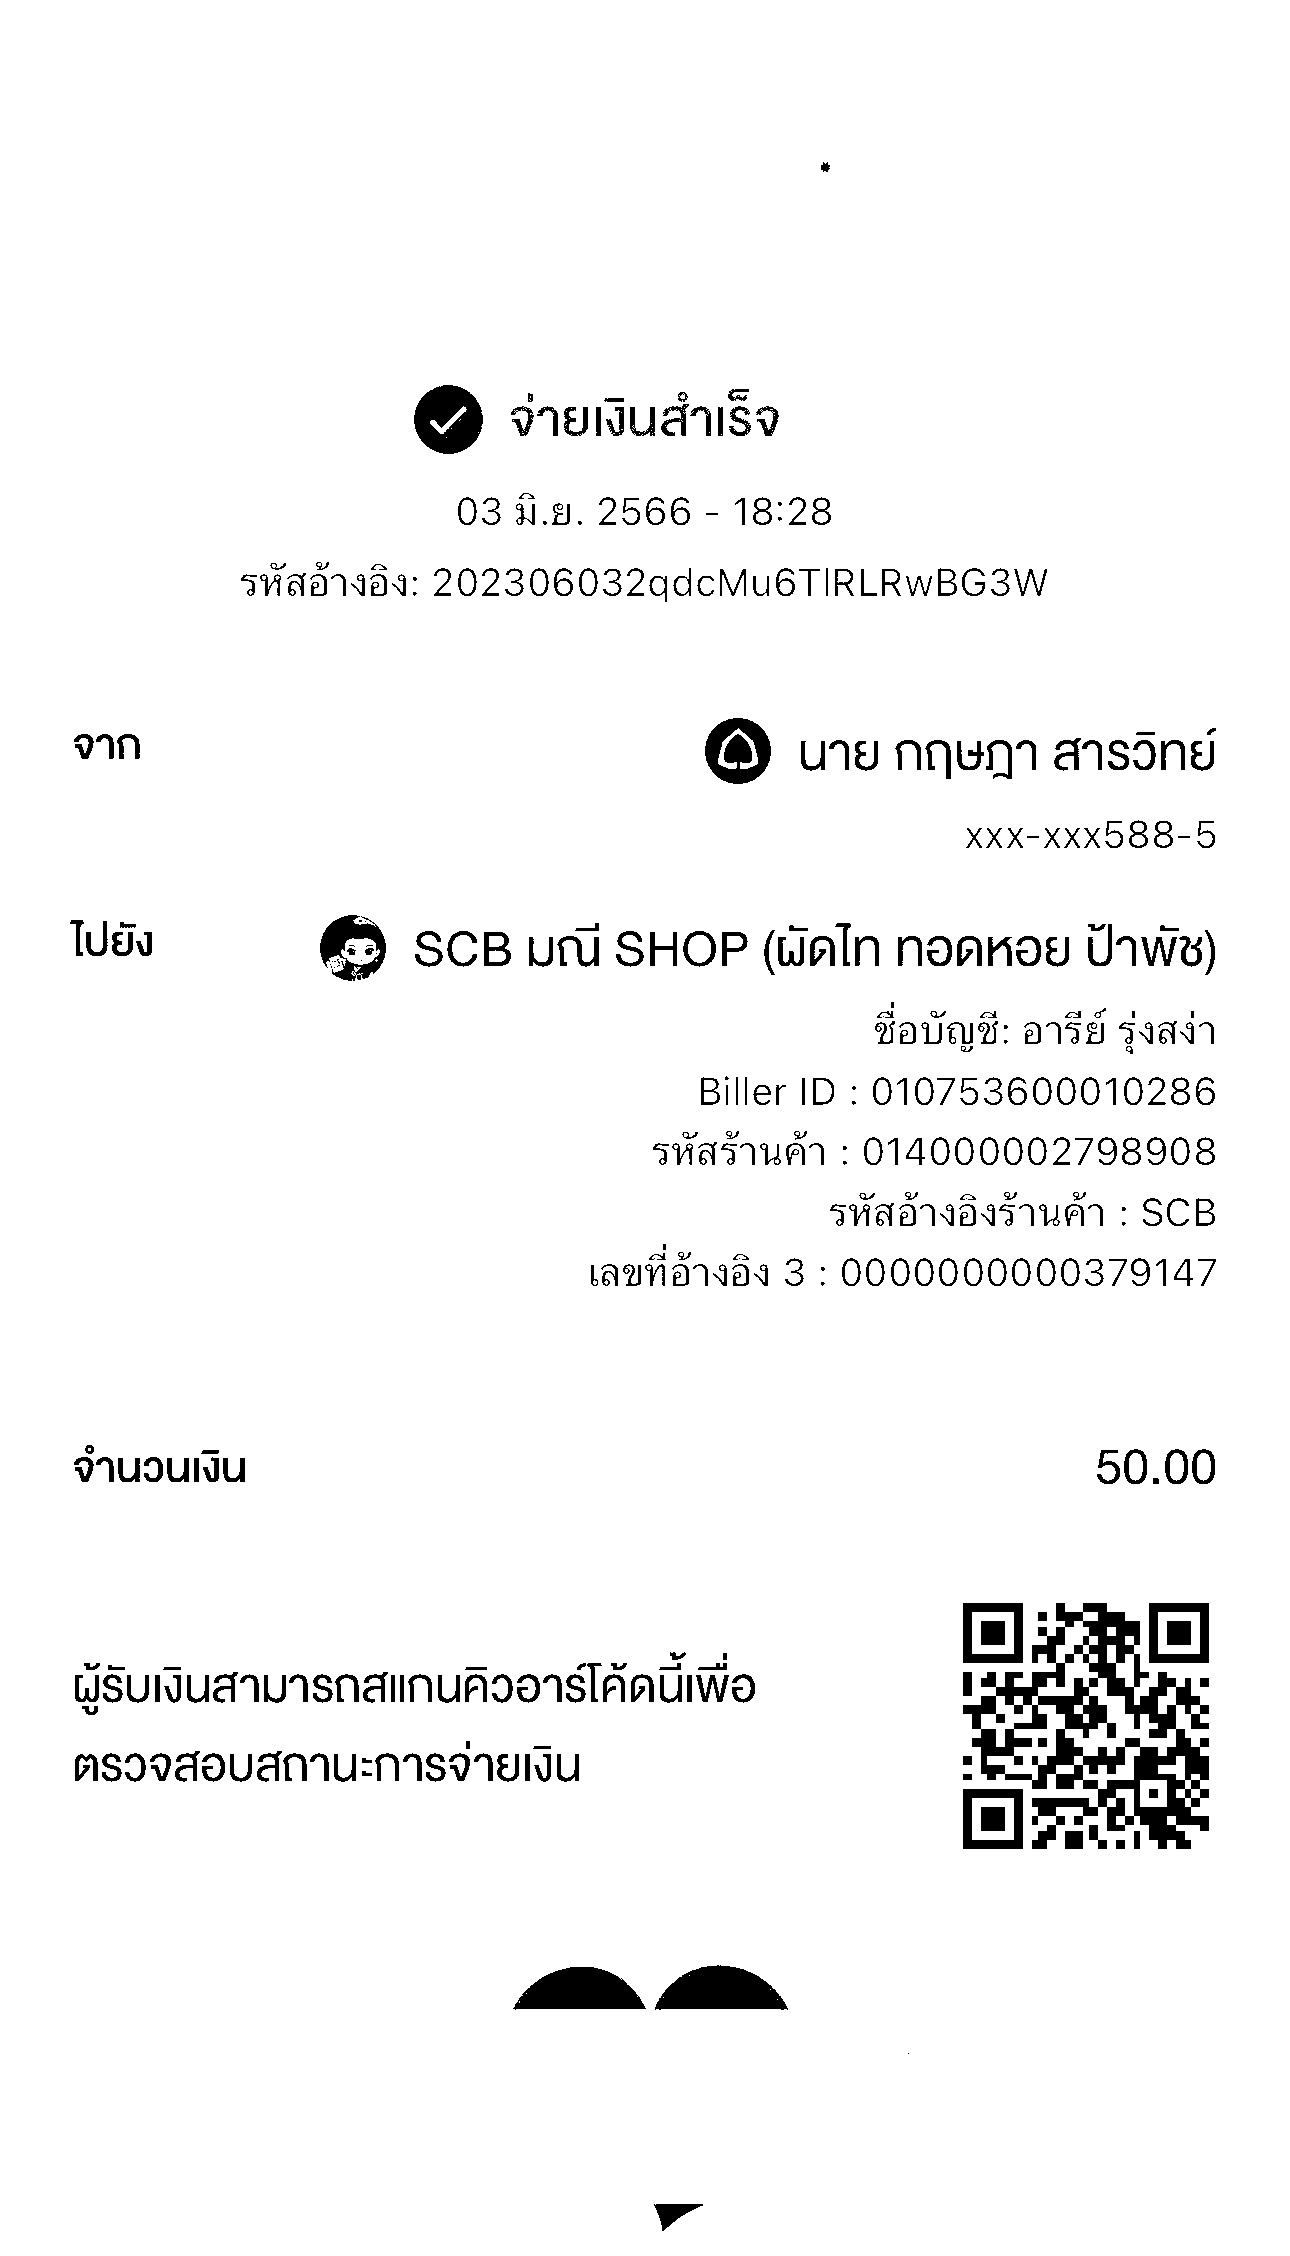 จ่ายเงินสำเร็จ
03 มิ.ย. 2566 - 18:28
รหัสอ้างอิง: 202306032qdcMu6TlRLRwBG3W
จาก
นาย กฤษฎา สารวิทย์
xxx-xxx588-5
ไปยัง
SCB มณี SHOP (ผัดไท ทอดหอย ป้าพัช)
ชื่อบัญชี: อารีย์ รุ่งสง่า
Biller ID : 010753600010286
รหัสร้านค้า : 014000002798908
รหัสอ้างอิงร้านค้า : SCB
เลขที่อ้างอิง 3 : 0000000000379147
จำนวนเงิน
50.00
ผู้รับเงินสามารถสแกนคิวอาร์โค้ดนี้เพื่อ
ตรวจสอบสถานะการจ่ายเงิน